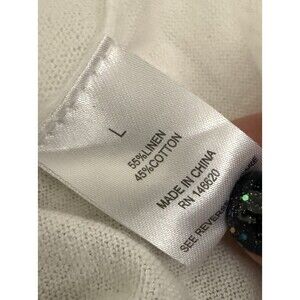 L
55%LINEN
45%COTTON
MADE IN CHINA
RN 146620
SEE REVERSE